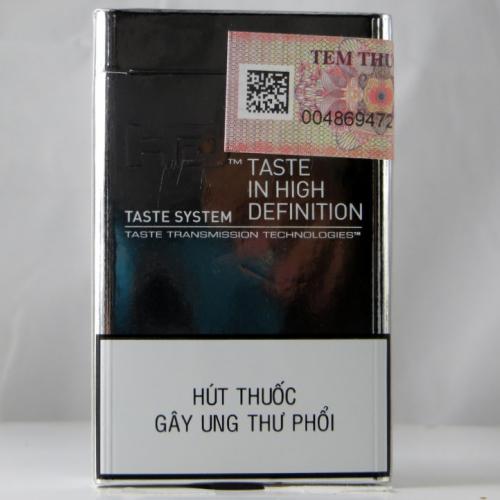 TEM THU
004869472
HD
™
TASTE
IN HIGH
DEFINITION
TASTE SYSTEM
TASTE TRANSMISSION TECHNOLOGIES™
HÚT THUỐC
GÂY UNG THƯ PHỔI